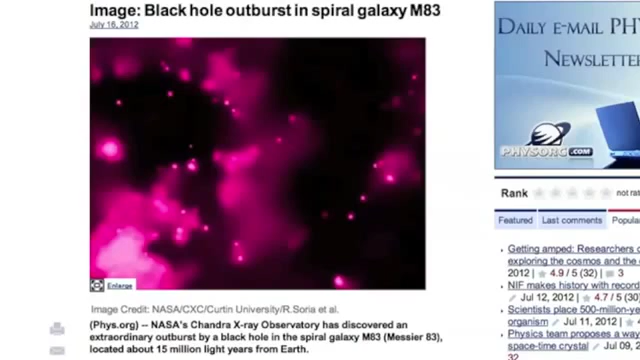 Image: Black hole outburst in spiral galaxy M83
July 16, 2012
Enlarge
Image Credit: NASA/CXC/Curtin University/R.Soria et al.
(Phys.org) -- NASA's Chandra X-ray Observatory has discovered an
extraordinary outburst by a black hole in the spiral galaxy M83 (Messier 83),
located about 15 million light years from Earth.
DAILY E-MAIL
NEWSLETTER
PHYSORG.COM
Rank
not
Featured Last comments
Getting amped: Researchers
exploring the cosmos and the
2012 | 4.9 / 5 (32) | 3
NIF makes history with record
Jul 12, 2012 | 4.7 / 5 (30)
Scientists place 500-million-
organism Jul 11, 2012 |
Physics team proposes a way
space-time crystal Jul 09,
32